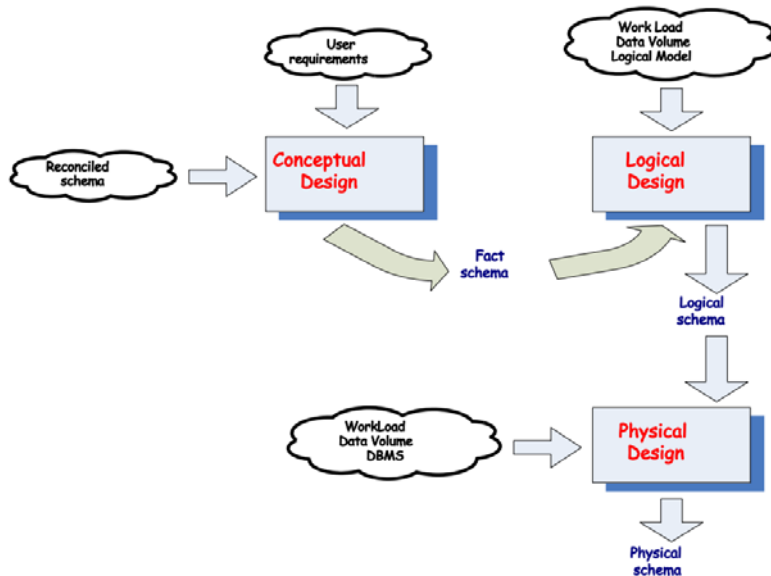 User
requirements
Work Load
Data Volume
Logical Model
Reconciled
schema
Conceptual
Design
Logical
Design
Fact
schema
Logical
schema
WorkLoad
Data Volume
DBMS
Physical
Design
Physical
schema